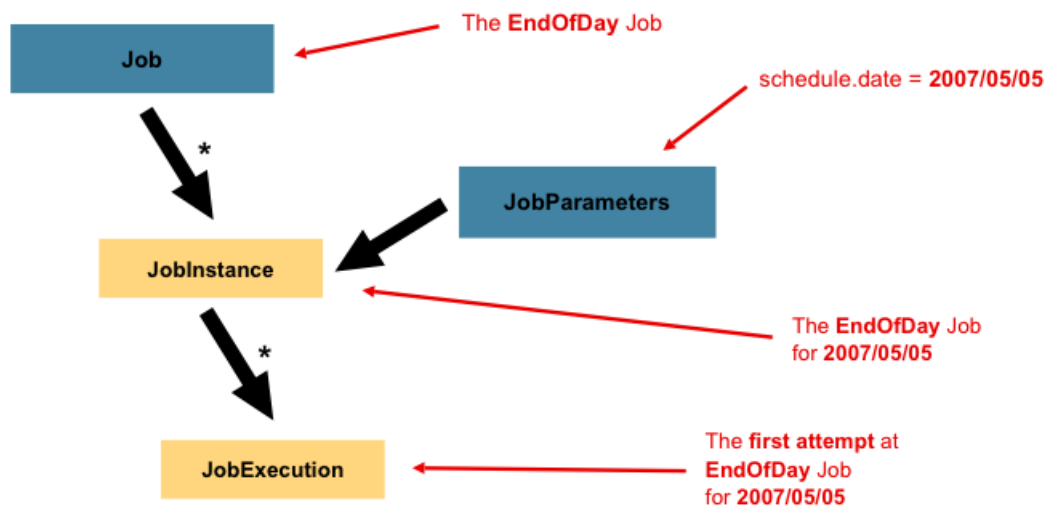 The EndOfDay Job
Job
schedule.date = 2007/05/05
*
JobParameters
JobInstance
The EndOfDay Job
for 2007/05/05
*
The first attempt at
EndOfDay Job
for 2007/05/05
JobExecution